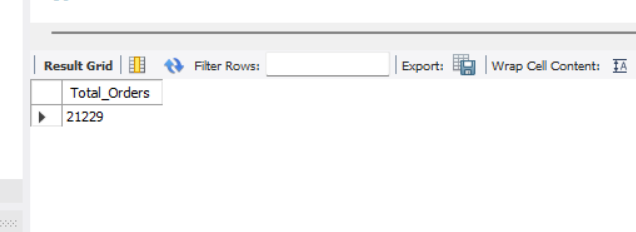 Result Grid Filter Rows: Export: Wrap Cell Content:
Total_Orders
21229